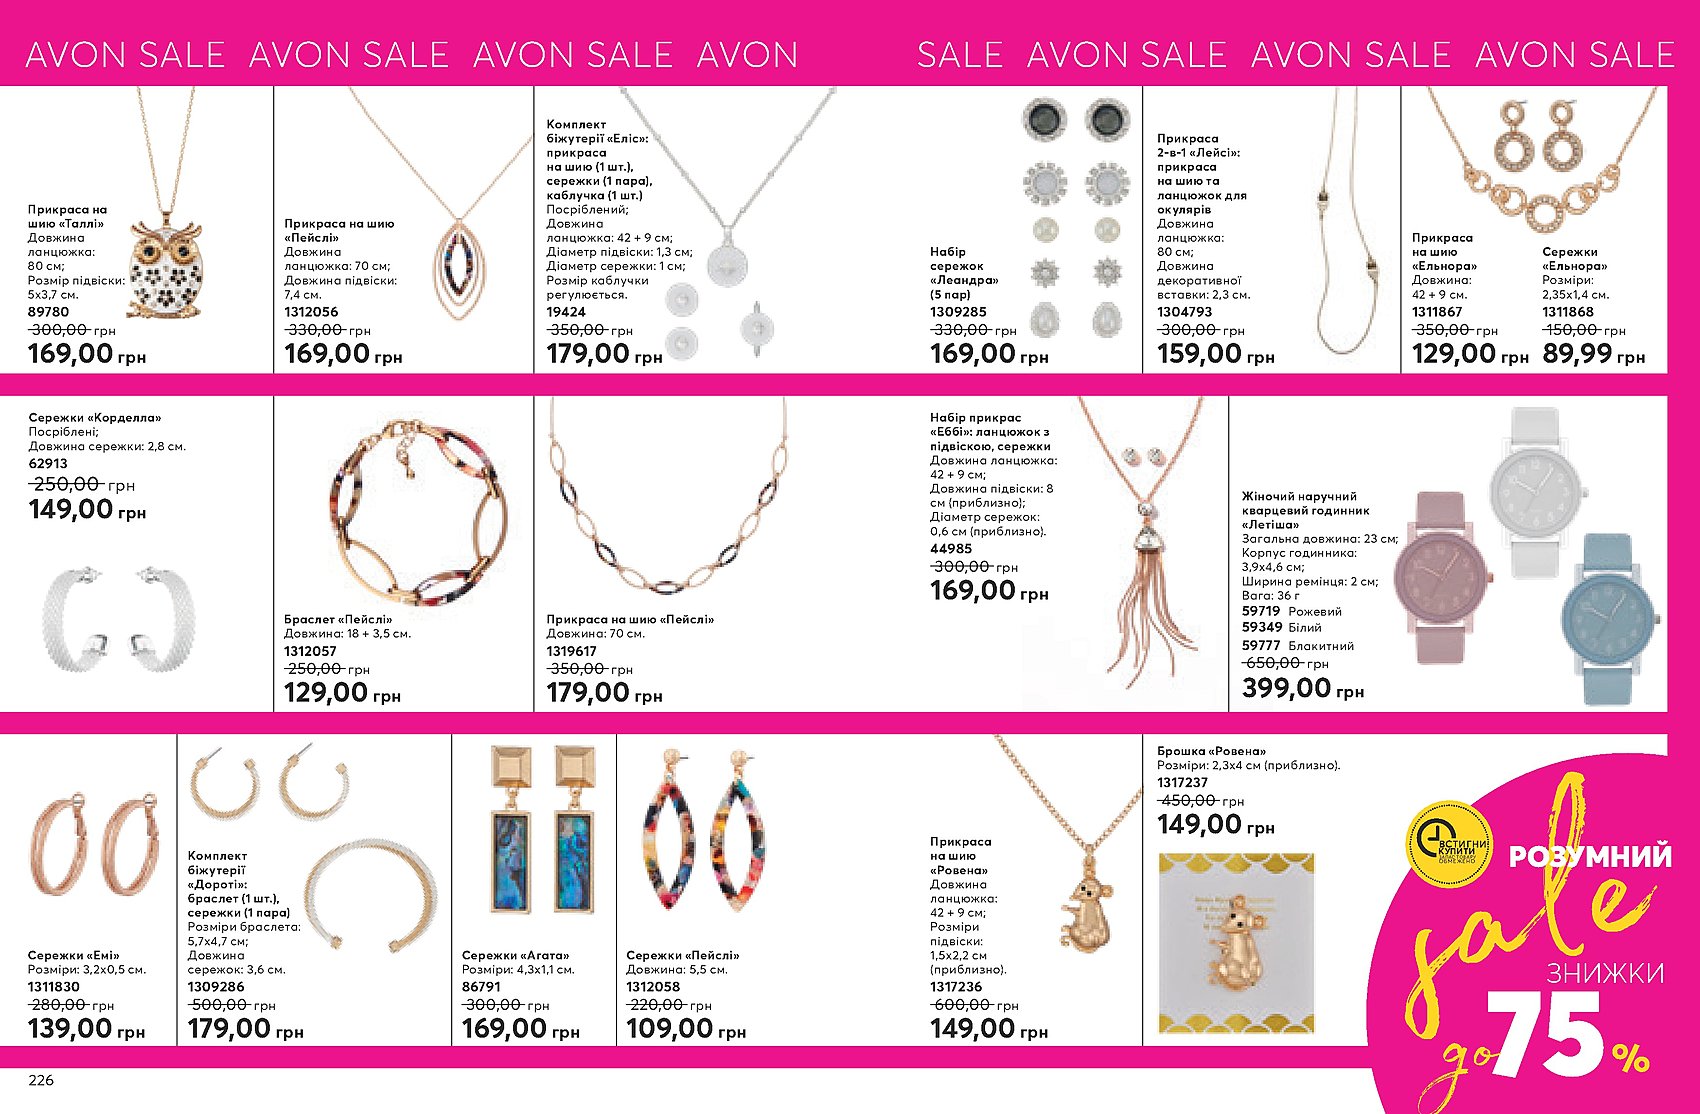 AVON SALE AVON SALE AVON SALE AVON
SALE AVON SALE AVON SALE AVON SALE
Прикраса на
шию «Таллі»
Довжина
ланцюжка:
80 см;
Розмір підвіски:
5х3,7 см.
89780
300,00 грн
169,00 грн
Прикраса на шию
«Пейслі»
Довжина
ланцюжка: 70 см;
Довжина підвіски:
7,4 см.
1312056
330,00 грн
169,00 грн
Комплект
біжутерії «Еліс»:
прикраса
на шию (1 шт.),
сережки (1 пара),
каблучка (1 шт.)
Посріблений;
Довжина
ланцюжка: 42 + 9 см;
Діаметр підвіски: 1,3 см;
Діаметр сережки: 1 см;
Розмір каблучки
регулюється.
19424
350,00 грн
179,00 грн
Набір
сережок
«Леандра»
(5 пар)
1309285
330,00 грн
169,00 грн
Прикраса
2-в-1 «Лейсі»:
прикраса
на шию та
ланцюжок для
окулярів
Довжина
ланцюжка:
80 см;
Довжина
декоративної
вставки: 2,3 см.
1304793
300,00 грн
159,00 грн
Прикраса
на шию
«Ельнора»
Довжина:
42 + 9 см.
1311867
350,00 грн
129,00 грн
Сережки
«Ельнора»
Розміри:
2,35х1,4 см.
1311868
150,00 грн
89,99 грн
Сережки «Корделла»
Посріблені;
Довжина сережки: 2,8 см.
62913
250,00 грн
149,00 грн
Браслет «Пейслі»
Довжина: 18 + 3,5 см.
1312057
250,00 грн
129,00 грн
Прикраса на шию «Пейслі»
Довжина: 70 см.
1319617
350,00 грн
179,00 грн
Набір прикрас
«Еббі»: ланцюжок з
підвіскою, сережки
Довжина ланцюжка:
42 + 9 см;
Довжина підвіски: 8
см (приблизно);
Діаметр сережок:
0,6 см (приблизно).
44985
300,00 грн
169,00 грн
Жіночий наручний
кварцевий годинник
«Летіша»
Загальна довжина: 23 см;
Корпус годинника:
3,9х4,6 см;
Ширина ремінця: 2 см;
Вага: 36 г
59719 Рожевий
59349 Білий
59777 Блакитний
650,00 грн
399,00 грн
Сережки «Емі»
Розміри: 3,2х0,5 см.
1311830
280,00 грн
139,00 грн
Комплект
біжутерії
«Дороті»:
браслет (1 шт.),
сережки (1 пара)
Розміри браслета:
5,7х4,7 см;
Довжина
сережок: 3,6 см.
1309286
500,00 грн
179,00 грн
Сережки «Агата»
Розміри: 4,3х1,1 см.
86791
300,00 грн
169,00 грн
Сережки «Пейслі»
Довжина: 5,5 см.
1312058
220,00 грн
109,00 грн
Прикраса
на шию
«Ровена»
Довжина
ланцюжка:
42 + 9 см;
Розміри
підвіски:
1,5х2,2 см
(приблизно).
1317236
600,00 грн
149,00 грн
Брошка «Ровена»
Розміри: 2,3х4 см (приблизно).
1317237
450,00 грн
149,00 грн
ВСТИГНИ
КУПИТИ
ЗАПАС ТОВАРУ
ОБМЕЖЕНО
РОЗУМНИЙ
sale
ЗНИЖКИ
до 75 %
226